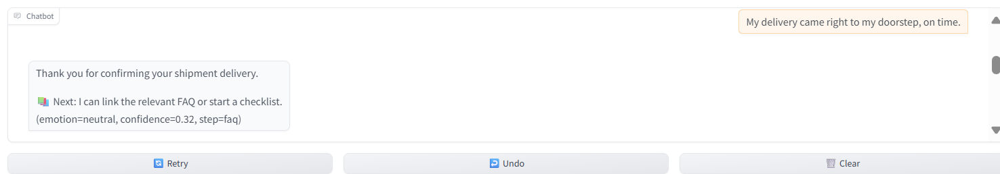 Chatbot
My delivery came right to my doorstep, on time.
Thank you for confirming your shipment delivery.
Next: I can link the relevant FAQ or start a checklist.
(emotion=neutral, confidence=0.32, step=faq)
Retry
Undo
Clear